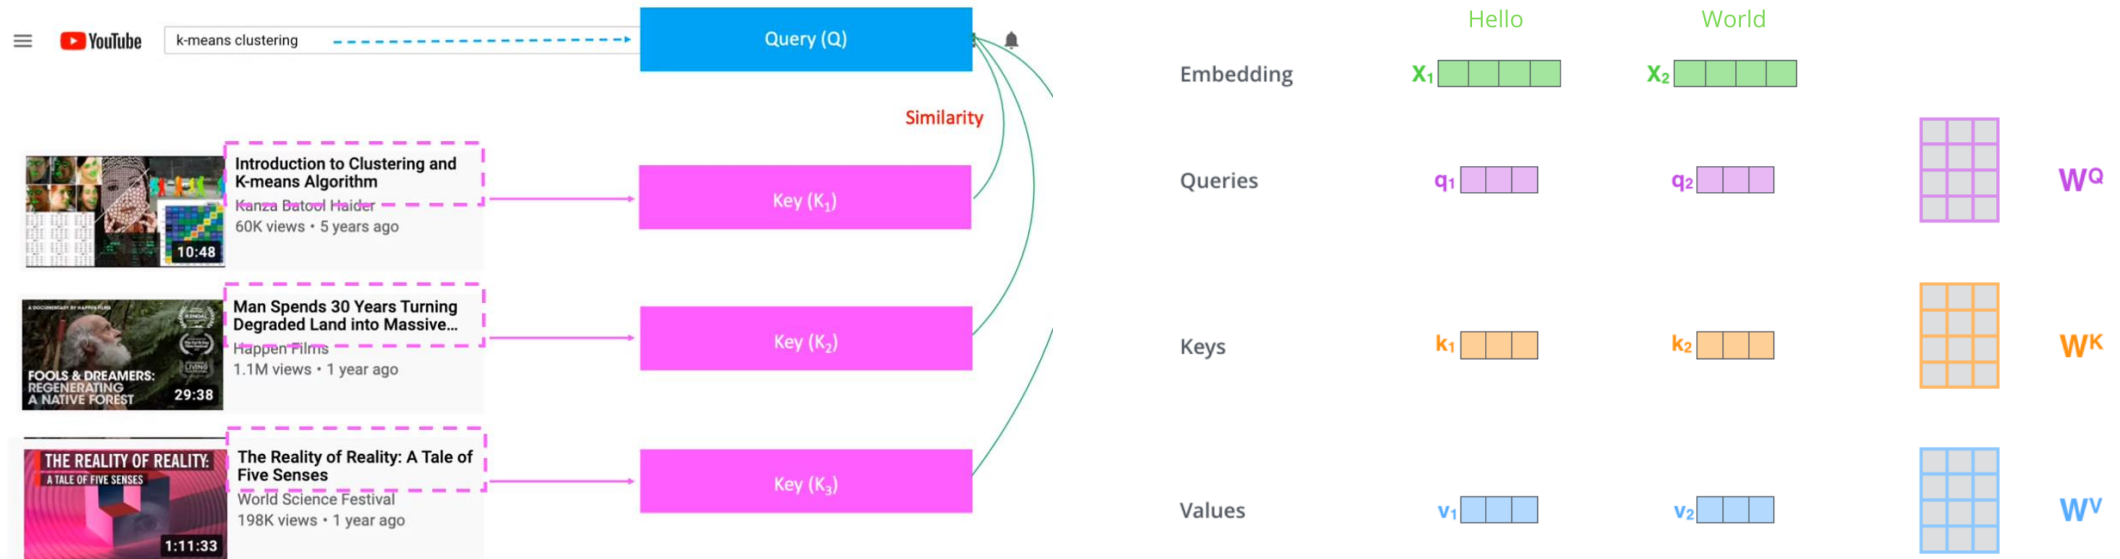 YouTube
k-means clustering
Query (Q)
Similarity
10:48
Introduction to Clustering and
K-means Algorithm
Kanza Batool Haider
60K views • 5 years ago
Key (K1)
A DOCUMENTARY BY HAPPEN FILMS
FOOLS & DREAMERS:
REGENERATING
A NATIVE FOREST
29:38
Man Spends 30 Years Turning
Degraded Land into Massive...
Happen Films
1.1M views • 1 year ago
Key (K2)
THE REALITY OF REALITY:
A TALE OF FIVE SENSES
1:11:33
The Reality of Reality: A Tale of
Five Senses
World Science Festival
198K views • 1 year ago
Key (K3)
Hello World
Embedding X1 X2
Queries q1 q2 WQ
Keys k1 k2 WK
Values v1 v2 WV